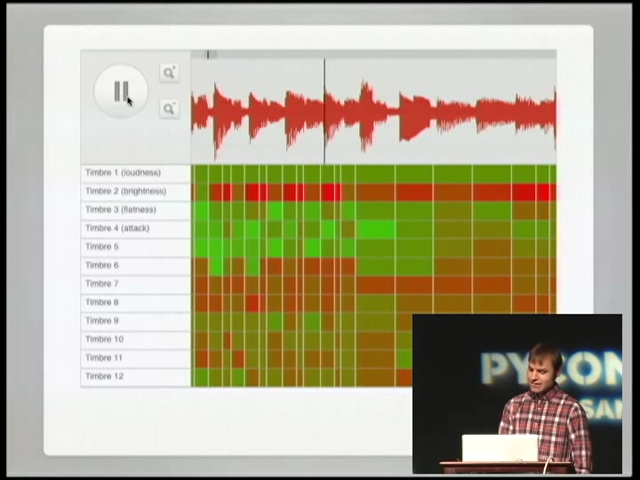 Timbre 1 (loudness)
Timbre 2 (brightness)
Timbre 3 (flatness)
Timbre 4 (attack)
Timbre 5
Timbre 6
Timbre 7
Timbre 8
Timbre 9
Timbre 10
Timbre 11
Timbre 12
PYCON
SAN